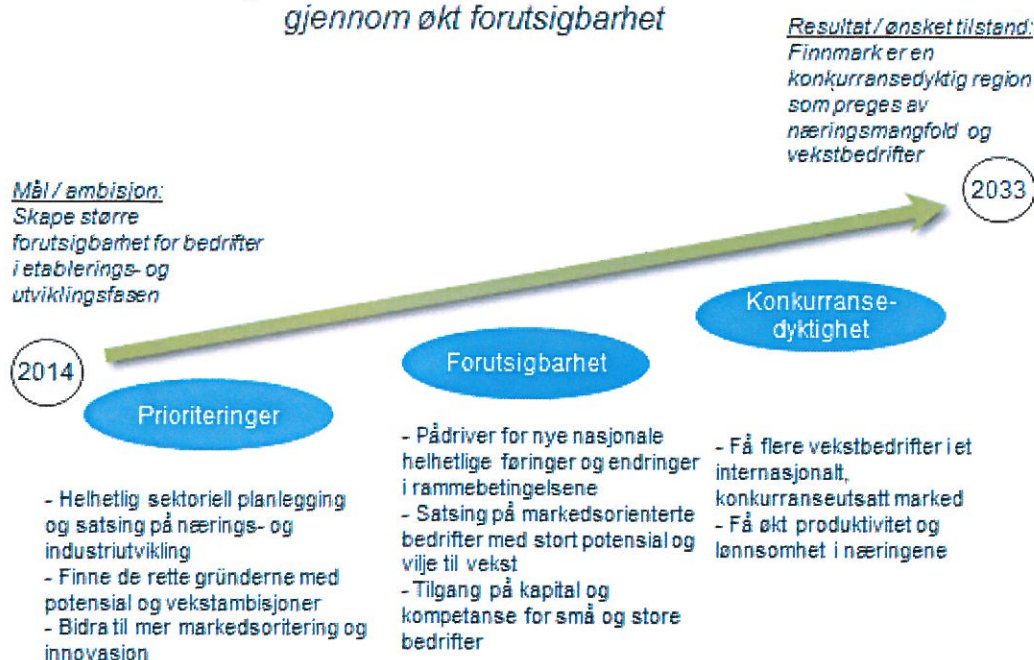 gjennom økt forutsigbarhet
Resultat / ønsket tilstand:
Finnmark er en
konkurransedyktig region
som preges av
næringsmangfold og
vekstbedrifter
2033
Mål / ambisjon:
Skape større
forutsigbarhet for bedrifter
i etablerings- og
utviklingsfasen
2014
Prioriteringer
- Helhetlig sektoriell planlegging
og satsing på nærings- og
industriutvikling
- Finne de rette gründerne med
potensial og vekstambisjoner
- Bidra til mer markedsoritering og
innovasjon
Forutsigbarhet
- Pådriver for nye nasjonale
helhetlige føringer og endringer
i rammebetingelsene
- Satsing på markedsorienterte
bedrifter med stort potensial og
vilje til vekst
- Tilgang på kapital og
kompetanse for små og store
bedrifter
Konkurranse-
dyktighet
- Få flere vekstbedrifter i et
internasjonalt,
konkurranseutsatt marked
- Få økt produktivitet og
lønnsomhet i næringene